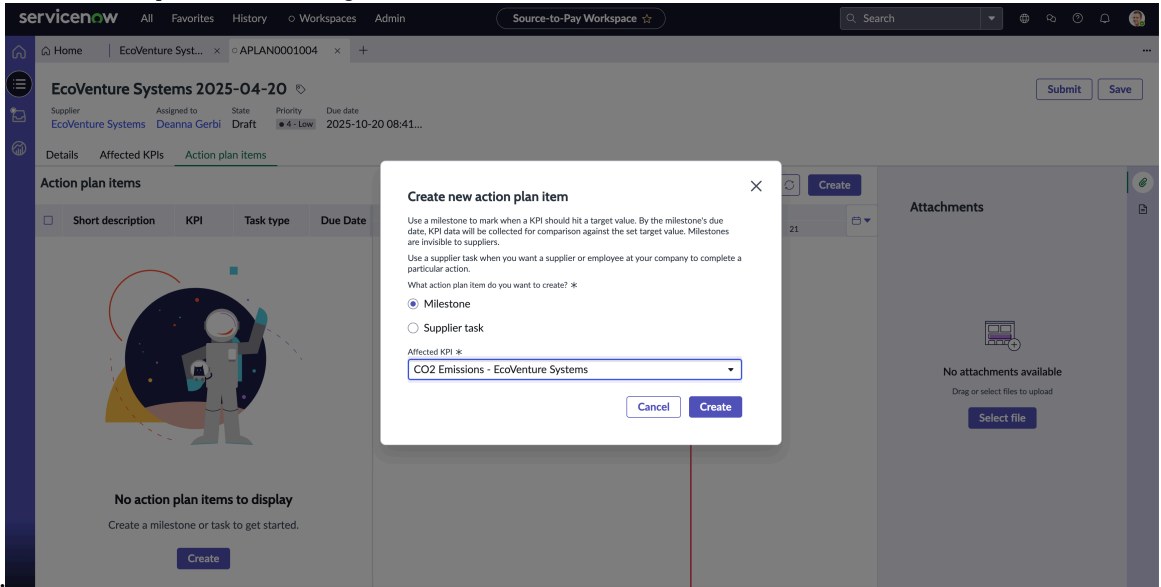 servicenow All Favorites History Workspaces Admin Source-to-Pay Workspace Search
Home EcoVenture Syst... × APLAN0001004 × +
EcoVenture Systems 2025-04-20 Submit Save
Supplier Assigned to State Priority Due date
EcoVenture Systems Deanna Gerbi Draft 4 - Low 2025-10-20 08:41...
Details Affected KPIs Action plan items
Action plan items Create
Short description KPI Task type Due Date 21
Create new action plan item
Use a milestone to mark when a KPI should hit a target value. By the milestone's due
date, KPI data will be collected for comparison against the set target value. Milestones
are invisible to suppliers.
Use a supplier task when you want a supplier or employee at your company to complete a
particular action.
What action plan item do you want to create? *
Milestone
Supplier task
Affected KPI *
CO2 Emissions - EcoVenture Systems
Cancel Create
No action plan items to display
Create a milestone or task to get started.
Create
Attachments
No attachments available
Drag or select files to upload
Select file